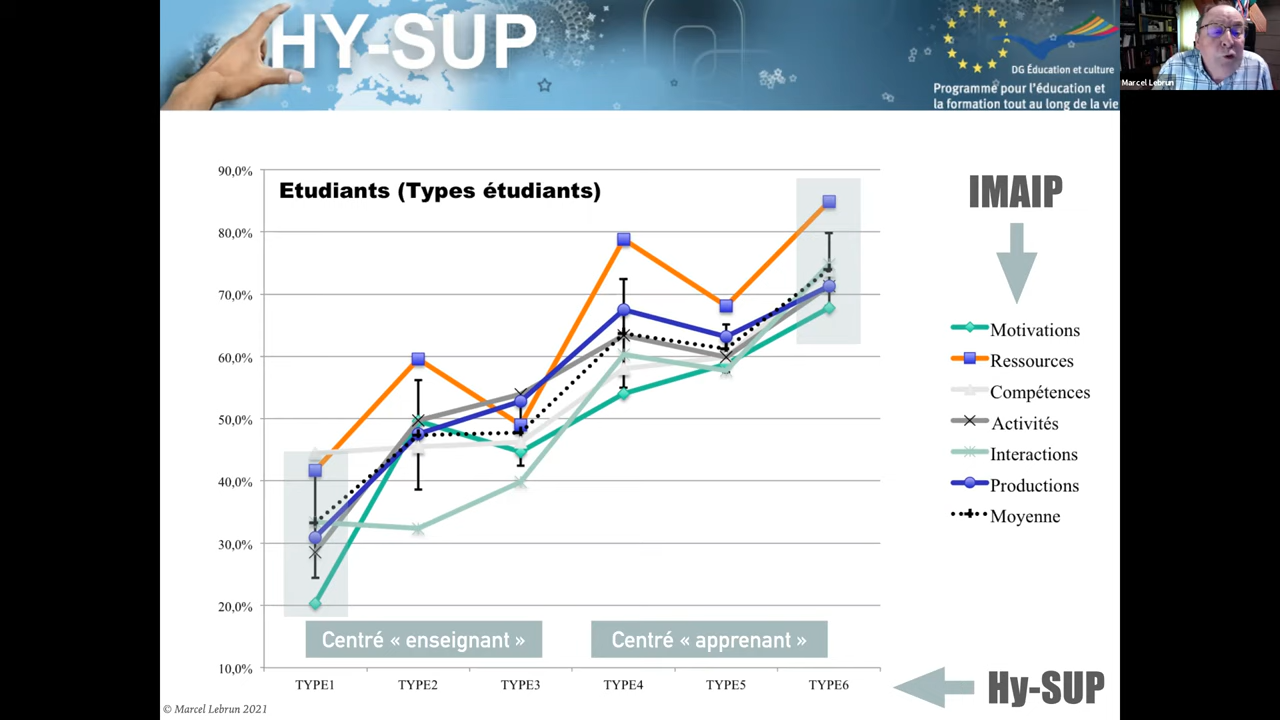 HY-SUP
DG Éducation et culture
Programme pour l'éducation et
la formation tout au long de la vie
Marcel Lebrun
Etudiants (Types étudiants)
90,0%
80,0%
70,0%
60,0%
50,0%
40,0%
30,0%
20,0%
10,0%
IMAIP
Motivations
Ressources
Compétences
Activités
Interactions
Productions
Moyenne
Centré « enseignant »
Centré « apprenant »
TYPE1 TYPE2 TYPE3 TYPE4 TYPE5 TYPE6
Hy-SUP
© Marcel Lebrun 2021